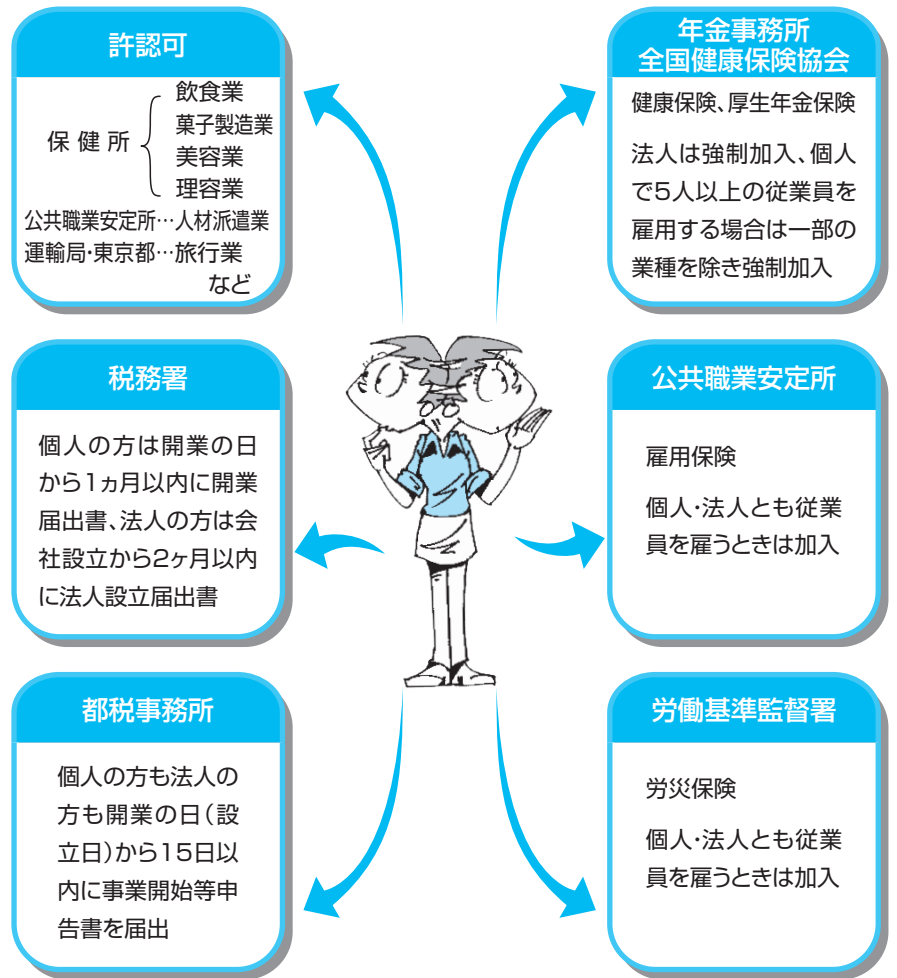 許認可
保健所
飲食業
菓子製造業
美容業
理容業
公共職業安定所…人材派遣業
運輸局・東京都…旅行業
など
年金事務所
全国健康保険協会
健康保険、厚生年金保険
法人は強制加入、個人
で5人以上の従業員を
雇用する場合は一部の
業種を除き強制加入
税務署
個人の方は開業の日
から1ヵ月以内に開業
届出書、法人の方は会
社設立から2ヶ月以内
に法人設立届出書
公共職業安定所
雇用保険
個人・法人とも従業
員を雇うときは加入
都税事務所
個人の方も法人の
方も開業の日（設
立日）から15日以
内に事業開始等申
告書を届出
労働基準監督署
労災保険
個人・法人とも従業
員を雇うときは加入